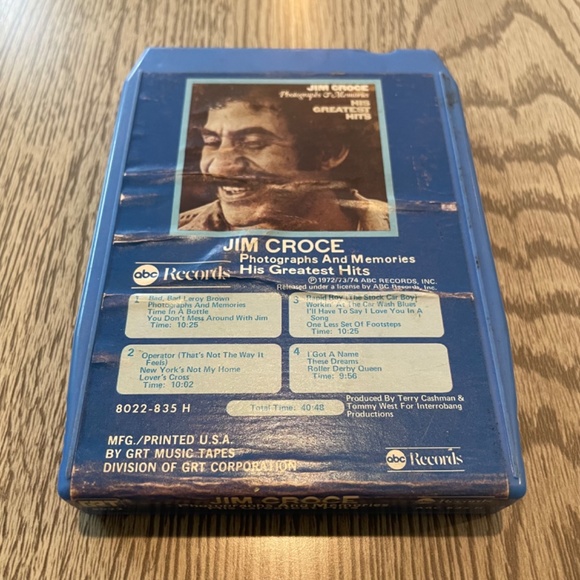 JIM CROCE
Photographs & Memories
HIS
GREATEST
HITS
JIM CROCE
Photographs And Memories
His Greatest Hits
abc Records
℗ 1972/73/74 ABC RECORDS, INC.
Released under a license by ABC Records, Inc.
1 Bad, Bad Leroy Brown
Photographs And Memories
Time In A Bottle
You Don't Mess Around With Jim
Time: 10:25
2 Operator (That's Not The Way It
Feels)
New York's Not My Home
Lover's Cross
Time: 10:02
3 Rapid Roy (The Stock Car Boy)
Workin' At The Car Wash Blues
I'll Have To Say I Love You In A
Song
One Less Set Of Footsteps
Time: 10:25
4 I Got A Name
These Dreams
Roller Derby Queen
Time: 9:56
8022-835 H
Total Time: 40:48
Produced By Terry Cashman &
Tommy West For Interrobang
Productions
MFG./PRINTED U.S.A.
BY GRT MUSIC TAPES
DIVISION OF GRT CORPORATION
abc Records
JIM CROCE
Photographs And Memories